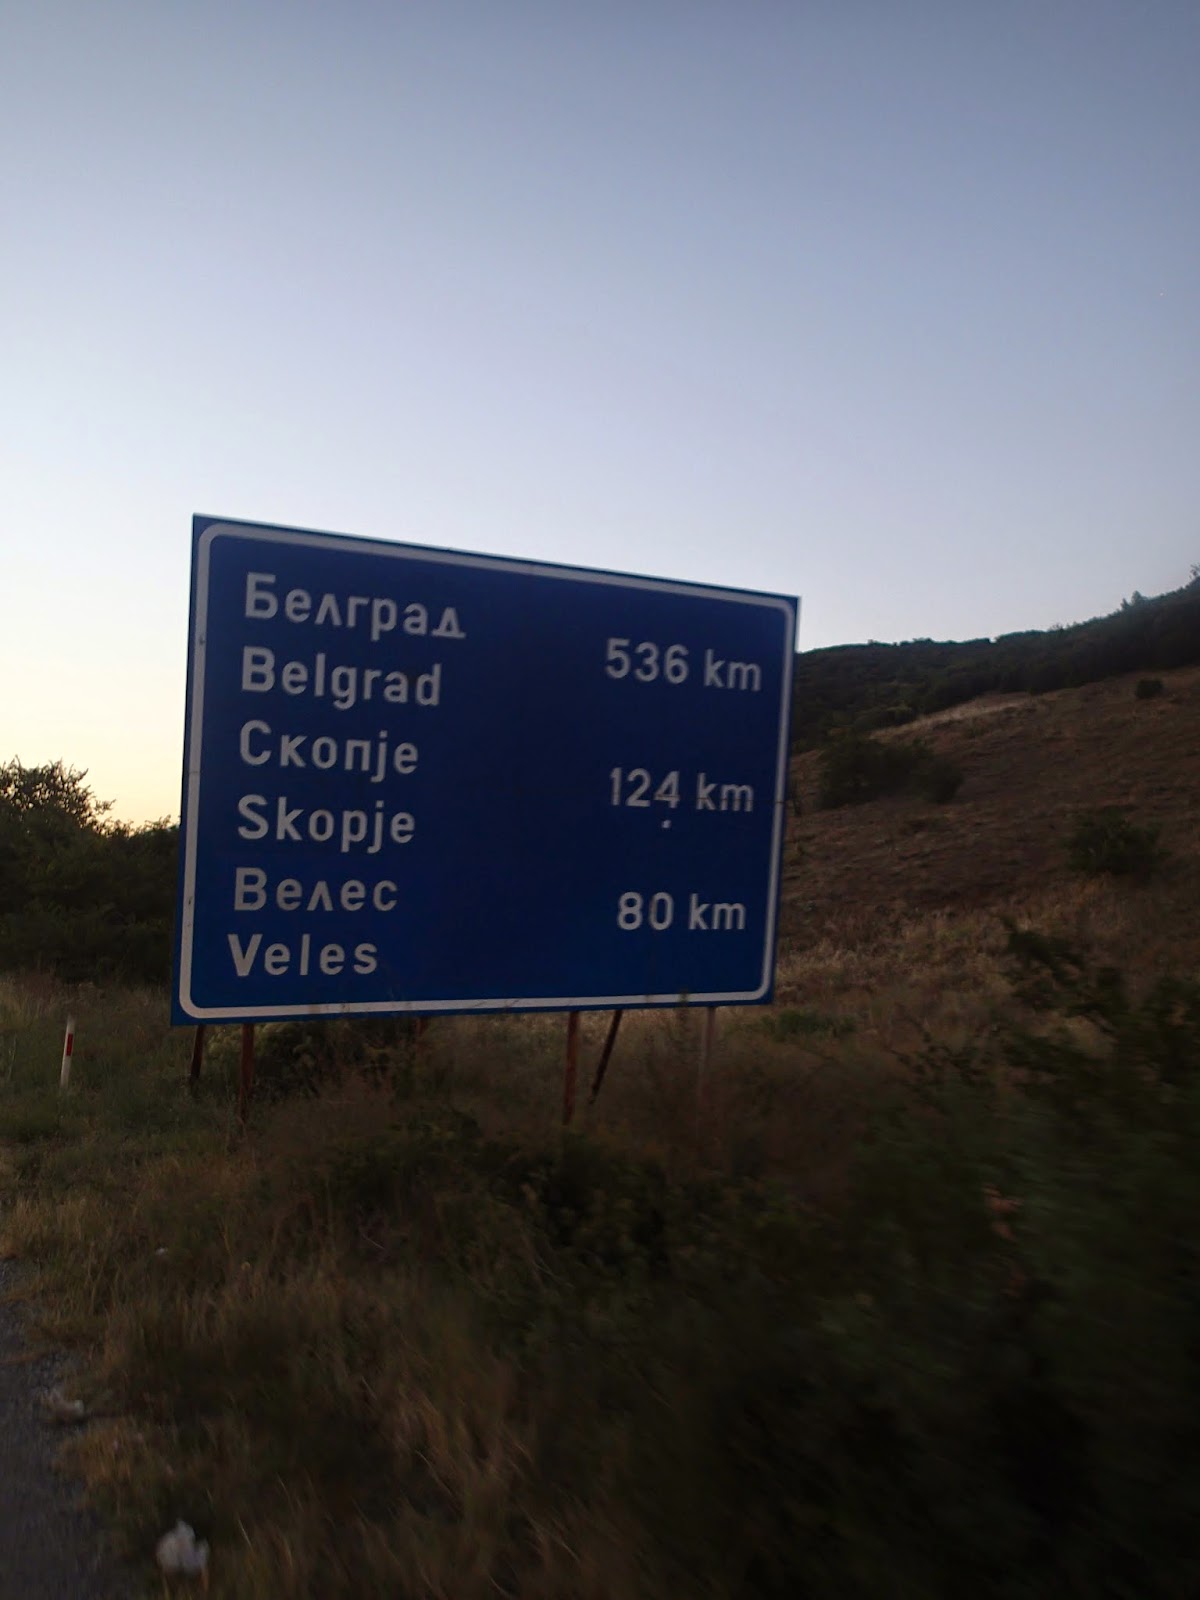 Белград
Belgrad 536 km
Скопје
Skopje 124 km
Велес
Veles 80 km